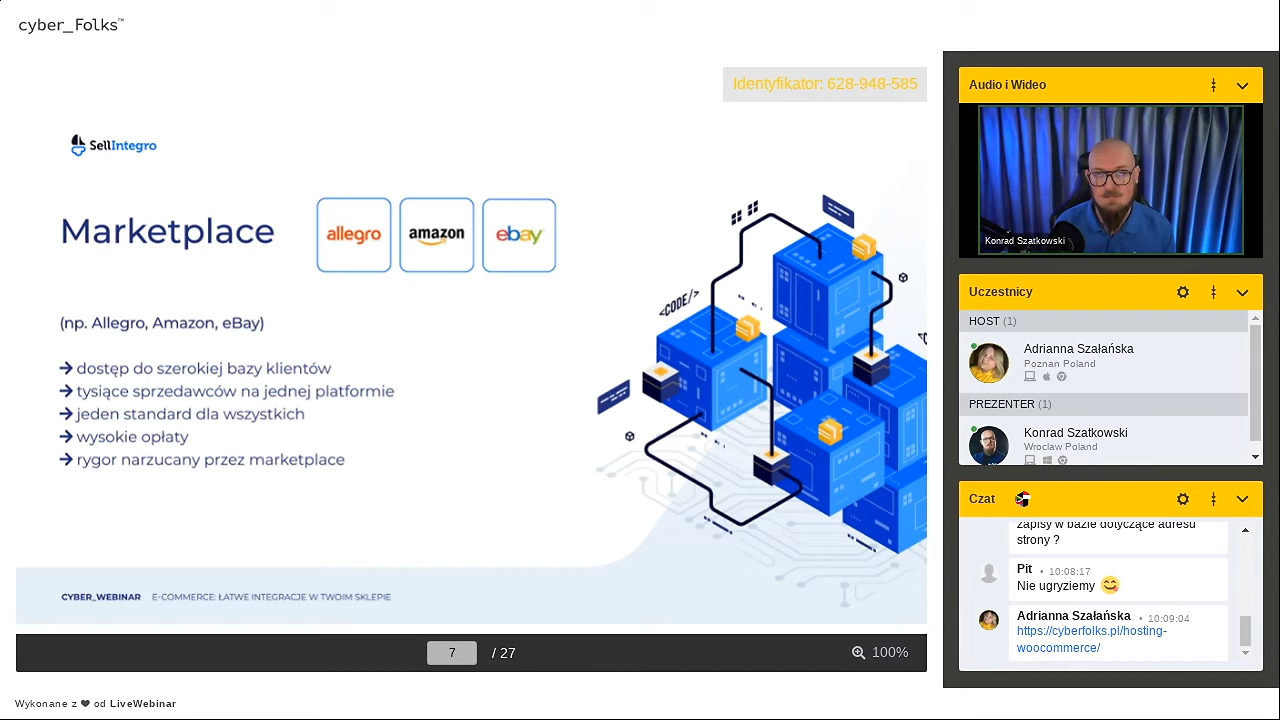 cyber_Folks™
Identyfikator: 628-948-585
SellIntegro
Marketplace
allegro
amazon
ebay
(np. Allegro, Amazon, eBay)
→ dostęp do szerokiej bazy klientów
→ tysiące sprzedawców na jednej platformie
→ jeden standard dla wszystkich
→ wysokie opłaty
→ rygor narzucany przez marketplace
<CODE/>
CYBER_WEBINAR E-COMMERCE: ŁATWE INTEGRACJE W TWOIM SKLEPIE
7 / 27
100%
Wykonane z ❤ od LiveWebinar
Audio i Wideo
Konrad Szatkowski
Uczestnicy
HOST (1)
Adrianna Szałańska
Poznan Poland
PREZENTER (1)
Konrad Szatkowski
Wroclaw Poland
Czat
zapisy w bazie dotyczące adresu
strony ?
Pit • 10:08:17
Nie ugryziemy 😋
Adrianna Szałańska • 10:09:04
https://cyberfolks.pl/hosting-
woocommerce/